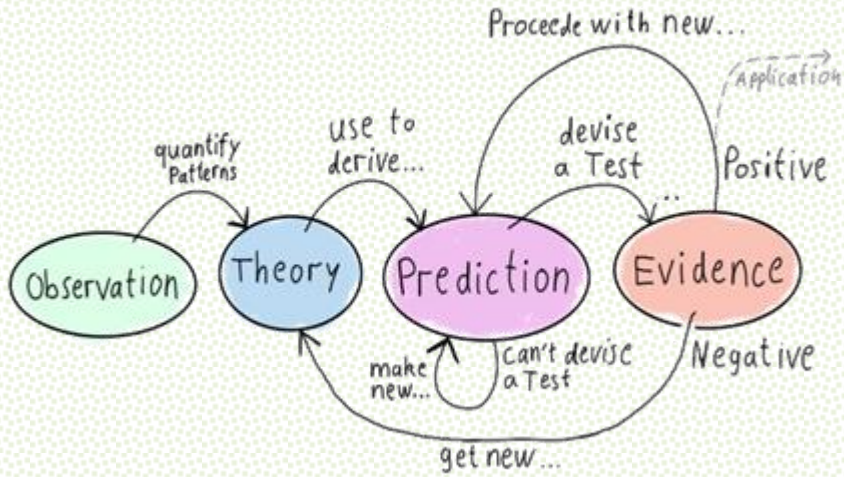 Proceede with new...
Application
quantify
Patterns
use to
derive...
devise
a Test
..
Positive
Observation
Theory
Prediction
Evidence
make
new...
can't devise
a Test
Negative
get new...